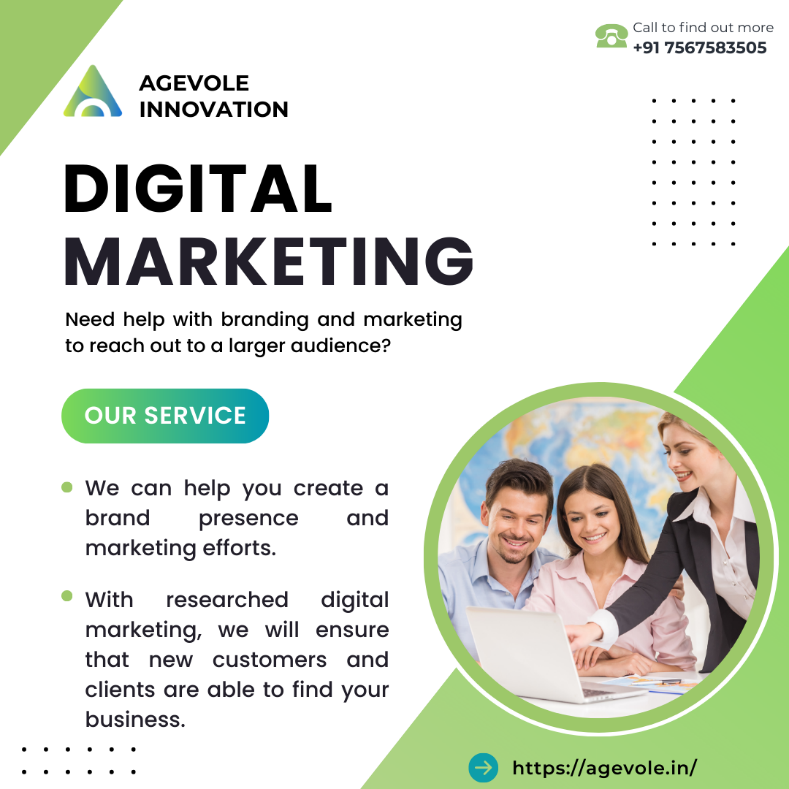 Call to find out more
+91 7567583505
AGEVOLE
INNOVATION
DIGITAL
MARKETING
Need help with branding and marketing
to reach out to a larger audience?
OUR SERVICE
We can help you create a
brand presence and
marketing efforts.
With researched digital
marketing, we will ensure
that new customers and
clients are able to find your
business.
https://agevole.in/